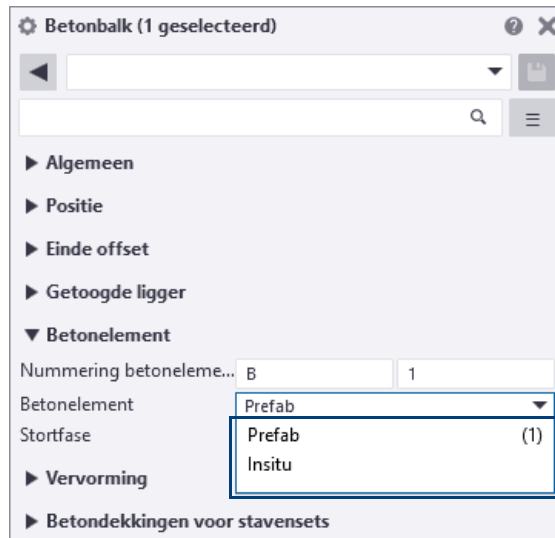 Betonbalk (1 geselecteerd)
Algemeen
Positie
Einde offset
Getoogde ligger
Betonelement
Nummering betoneleme... B 1
Betonelement Prefab
Stortfase Prefab (1)
Insitu
Vervorming
Betondekkingen voor stavensets